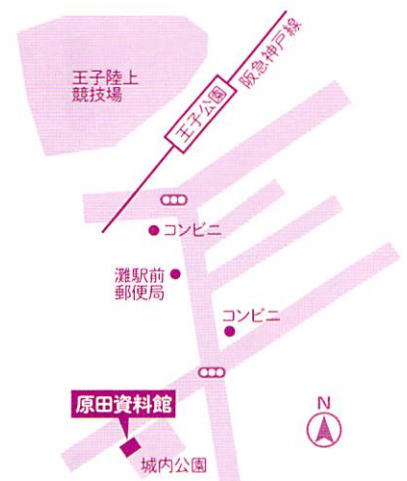 王子陸上
競技場
阪急神戸線
王子公園
コンビニ
灘駅前
郵便局
コンビニ
原田資料館
N
城内公園